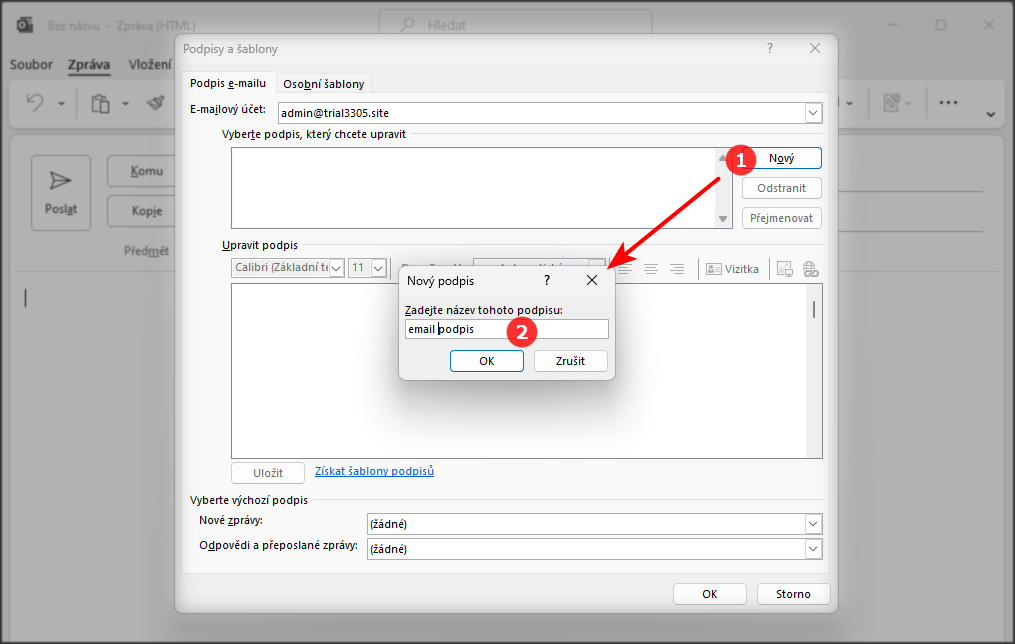 Bez názvu - Zpráva (HTML)
Hledat
Soubor Zpráva Vložení
Podpisy a šablony ?
Podpis e-mailu Osobní šablony
E-mailový účet: admin@trial3305.site
Vyberte podpis, který chcete upravit
1 Nový
Odstranit
Přejmenovat
Komu
Poslat
Kopie
Předmět
Upravit podpis
Calibri (Základní te 11
Vizitka
Nový podpis ?
Zadejte název tohoto podpisu:
email podpis 2
OK Zrušit
Uložit Získat šablony podpisů
Vyberte výchozí podpis
Nové zprávy: (žádné)
Odpovědi a přeposlané zprávy: (žádné)
OK Storno